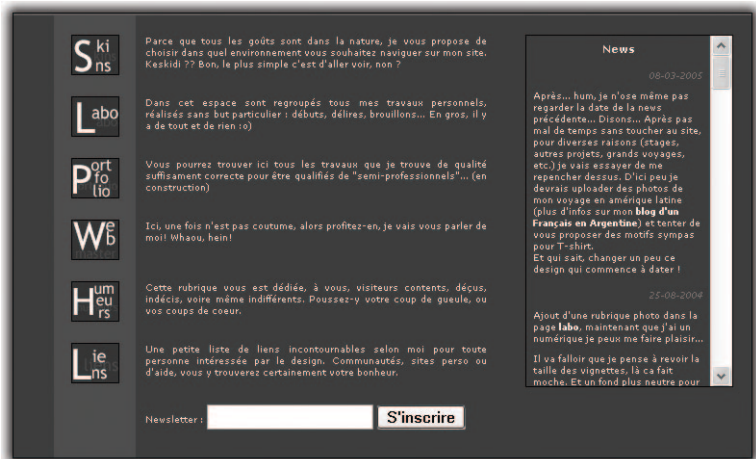 Skins
Parce que tous les goûts sont dans la nature, je vous propose de
choisir dans quel environnement vous souhaitez naviguer sur mon site.
Keskidi ?? Bon, le plus simple c'est d'aller voir, non ?
Labo
Dans cet espace sont regroupés tous mes travaux personnels,
réalisés sans but particulier : débuts, délires, brouillons... En gros, il y
a de tout et de rien :o)
Portfolio
Vous pourrez trouver ici tous les travaux que je trouve de qualité
suffisament correcte pour être qualifiés de "semi-professionnels"... (en
construction)
Web
Ici, une fois n'est pas coutume, alors profitez-en, je vais vous parler de
moi! Whaou, hein!
Humeurs
Cette rubrique vous est dédiée, à vous, visiteurs contents, déçus,
indécis, voire même indifférents. Poussez-y votre coup de gueule, ou
vos coups de coeur.
Liens
Une petite liste de liens incontournables selon moi pour toute
personne intéressée par le design. Communautés, sites perso ou
d'aide, vous y trouverez certainement votre bonheur.
Newsletter :
S'inscrire
News
08-03-2005
Après... hum, je n'ose même pas
regarder la date de la news
précédente... Disons... Après pas
mal de temps sans toucher au site,
pour diverses raisons (stages,
autres projets, grands voyages,
etc.) je vais essayer de me
repencher dessus. D'ici peu je
devrais uploader des photos de
mon voyage en amérique latine
(plus d'infos sur mon blog d'un
Français en Argentine) et tenter de
vous proposer des motifs sympas
pour T-shirt.
Et qui sait, changer un peu ce
design qui commence à dater !
25-08-2004
Ajout d'une rubrique photo dans la
page labo, maintenant que j'ai un
numérique je peux me faire plaisir...
Il va falloir que je pense à revoir la
taille des vignettes, là ca fait
moche. Et un fond plus neutre pour